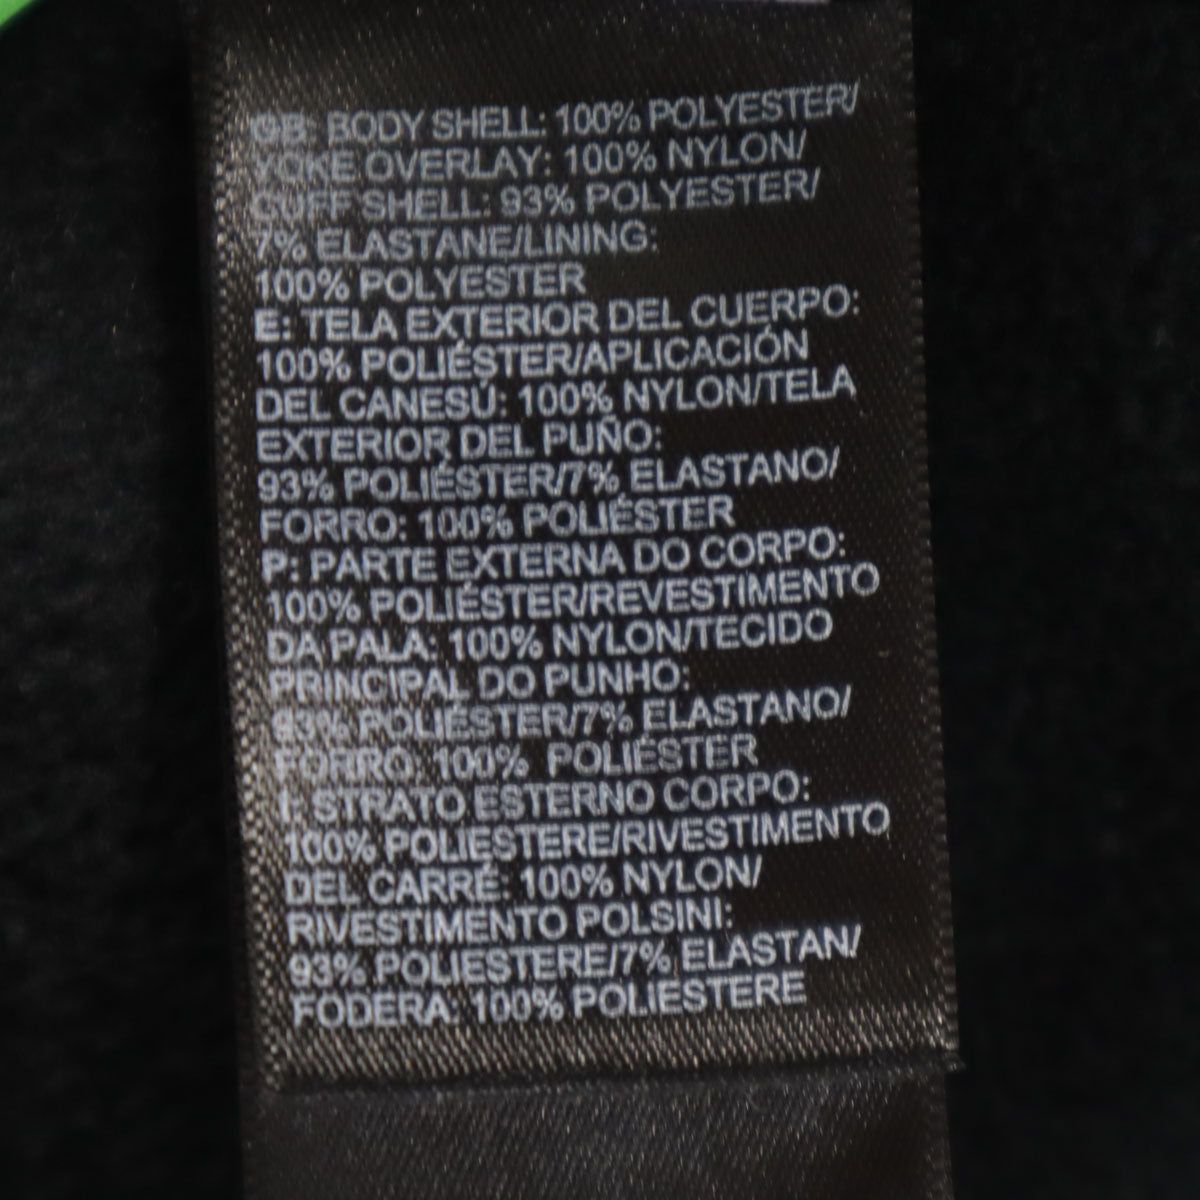 GB: BODY SHELL: 100% POLYESTER/
YOKE OVERLAY: 100% NYLON/
CUFF SHELL: 93% POLYESTER/
7% ELASTANE/LINING:
100% POLYESTER
E: TELA EXTERIOR DEL CUERPO:
100% POLIÉSTER/APLICACIÓN
DEL CANESÚ: 100% NYLON/TELA
EXTERIOR DEL PUÑO:
93% POLIÉSTER/7% ELASTANO/
FORRO: 100% POLIÉSTER
P: PARTE EXTERNA DO CORPO:
100% POLIÉSTER/REVESTIMENTO
DA PALA: 100% NYLON/TECIDO
PRINCIPAL DO PUNHO:
93% POLIÉSTER/7% ELASTANO/
FORRO: 100% POLIÉSTER
I: STRATO ESTERNO CORPO:
100% POLIESTERE/RIVESTIMENTO
DEL CARRÉ: 100% NYLON/
RIVESTIMENTO POLSINI:
93% POLIESTERE/7% ELASTAN/
FODERA: 100% POLIESTERE